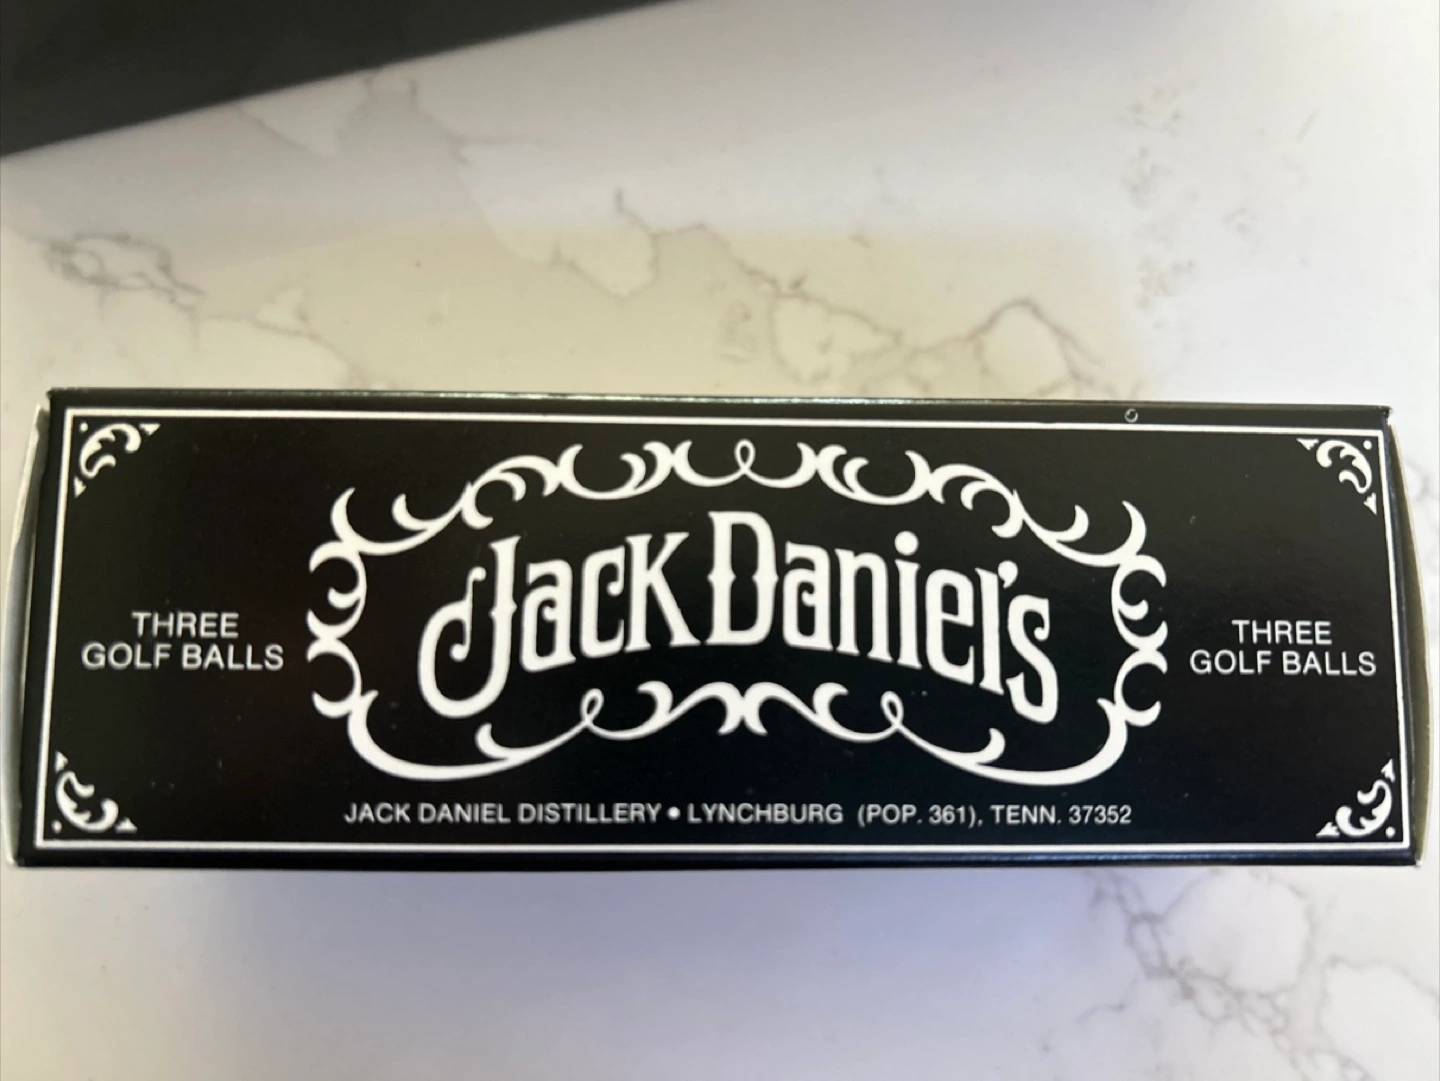 Jack Daniel's
THREE
GOLF BALLS
THREE
GOLF BALLS
JACK DANIEL DISTILLERY • LYNCHBURG (POP. 361), TENN. 37352